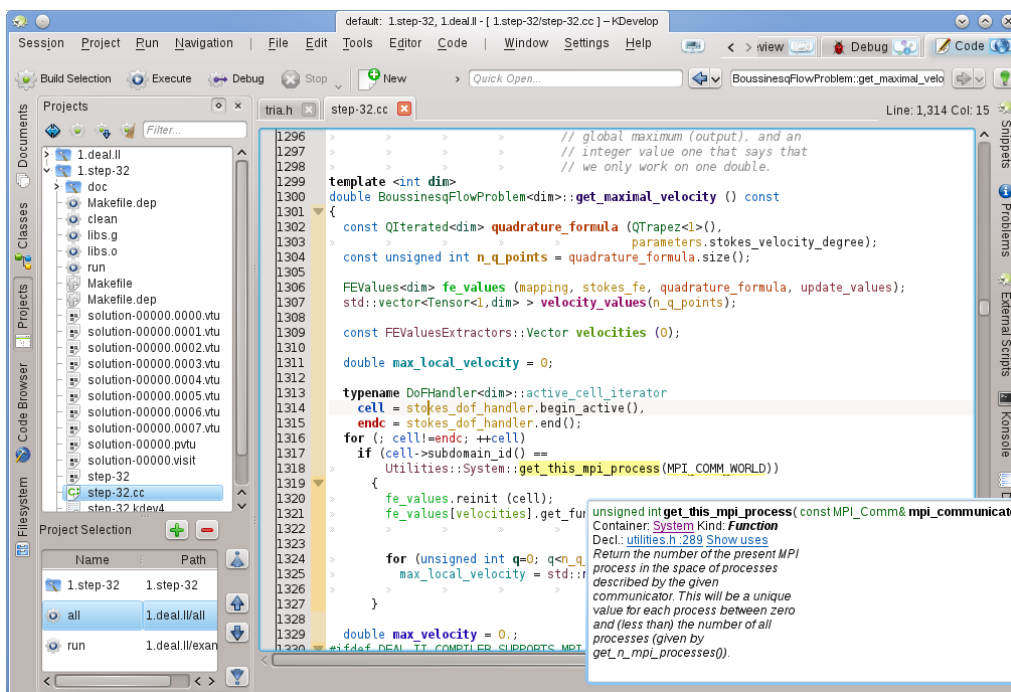 default: 1.step-32, 1.deal.II - [ 1.step-32/step-32.cc ] – KDevelop
Session Project Run Navigation | File Edit Tools Editor Code | Window Settings Help < > Debug Code
Build Selection Execute Debug Stop New > Quick Open... BoussinesqFlowProblem::get_maximal_velo
Projects
Filter...
tria.h step-32.cc Line: 1,314 Col: 15
Documents
Classes
Projects
Code Browser
Filesystem
1.deal.II
1.step-32
doc
Makefile.dep
clean
libs.g
libs.o
run
Makefile
Makefile.dep
solution-00000.0000.vtu
solution-00000.0001.vtu
solution-00000.0002.vtu
solution-00000.0003.vtu
solution-00000.0004.vtu
solution-00000.0005.vtu
solution-00000.0006.vtu
solution-00000.0007.vtu
solution-00000.pvtu
solution-00000.visit
step-32
step-32.cc
step-32.kdev4
Project Selection
Name Path
1.step-32 1.step-32
all 1.deal.II/all
run 1.deal.II/exan
1296 // global maximum (output), and an
1297 // integer value one that says that
1298 // we only work on one double.
1299 template <int dim>
1300 double BoussinesqFlowProblem<dim>::get_maximal_velocity () const
1301 {
1302 const QIterated<dim> quadrature_formula (QTrapez<1>(),
1303 parameters.stokes_velocity_degree);
1304 const unsigned int n_q_points = quadrature_formula.size();
1305
1306 FEValues<dim> fe_values (mapping, stokes_fe, quadrature_formula, update_values);
1307 std::vector<Tensor<1,dim> > velocity_values(n_q_points);
1308
1309 const FEValuesExtractors::Vector velocities (0);
1310
1311 double max_local_velocity = 0;
1312
1313 typename DoFHandler<dim>::active_cell_iterator
1314 cell = stokes_dof_handler.begin_active(),
1315 endc = stokes_dof_handler.end();
1316 for (; cell!=endc; ++cell)
1317 if (cell->subdomain_id() ==
1318 Utilities::System::get_this_mpi_process(MPI_COMM_WORLD))
1319 {
1320 fe_values.reinit (cell);
1321 fe_values[velocities].get_fu
1322
1323
1324 for (unsigned int q=0; q<n_q
1325 max_local_velocity = std::
1326
1327 }
1328
1329 double max_velocity = 0.;
1330 #ifdef DEAL_II_COMPILER_SUPPORTS_MPI
unsigned int get_this_mpi_process( const MPI_Comm& mpi_communicat
Container: System Kind: Function
Decl.: utilities.h :289 Show uses
Return the number of the present MPI
process in the space of processes
described by the given
communicator. This will be a unique
value for each process between zero
and (less than) the number of all
processes (given by
get_n_mpi_processes()).
Snippets
Problems
External Scripts
Konsole